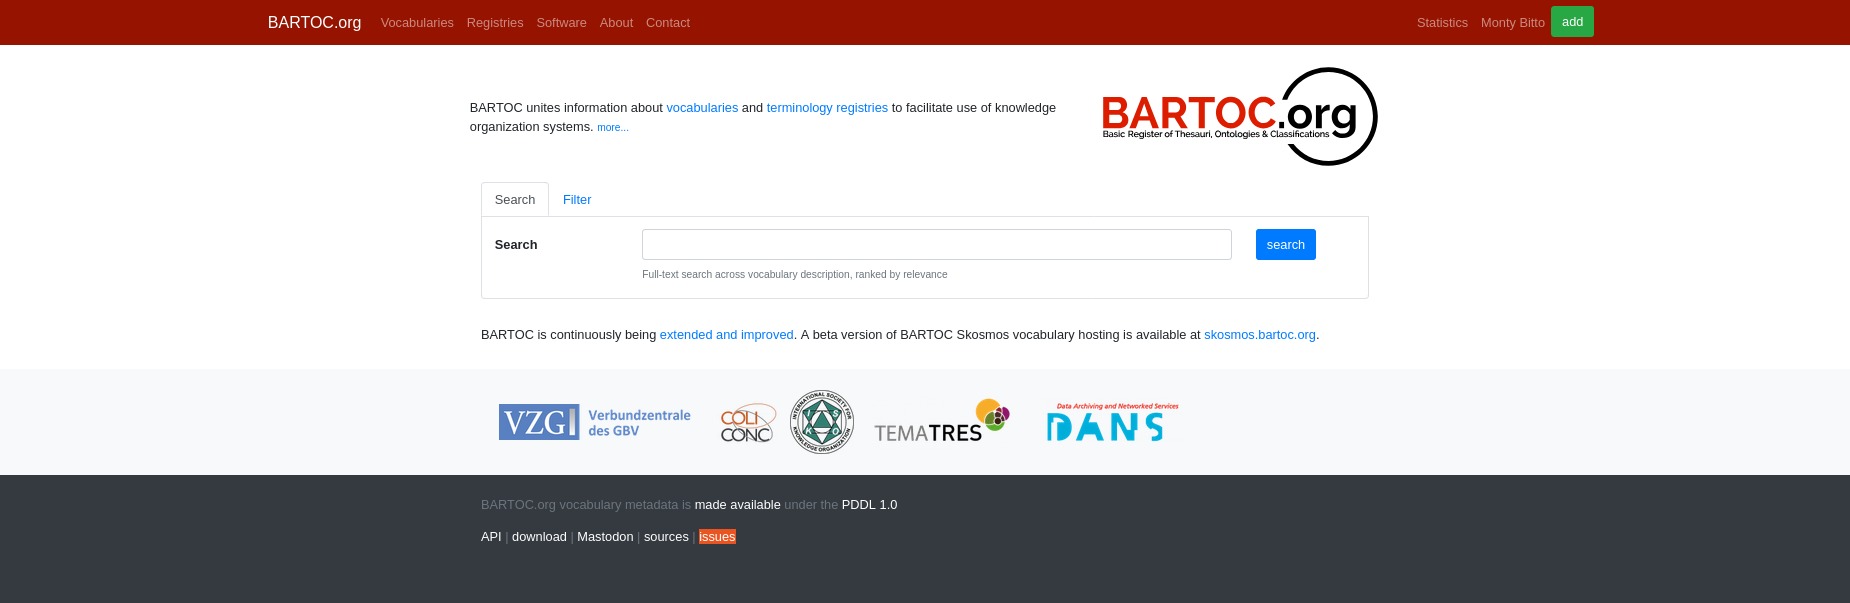 BARTOC.org Vocabularies Registries Software About Contact Statistics Monty Bitto add
BARTOC unites information about vocabularies and terminology registries to facilitate use of knowledge
organization systems. more...
BARTOC.org
Basic Register of Thesauri, Ontologies & Classifications
Search Filter
Search search
Full-text search across vocabulary description, ranked by relevance
BARTOC is continuously being extended and improved. A beta version of BARTOC Skosmos vocabulary hosting is available at skosmos.bartoc.org.
VZG Verbundzentrale
des GBV
COLI
CONC
INTERNATIONAL SOCIETY FOR
KNOWLEDGE ORGANIZATION
I S
K O
TEMATRES
Data Archiving and Networked Services
DANS
BARTOC.org vocabulary metadata is made available under the PDDL 1.0
API | download | Mastodon | sources | issues